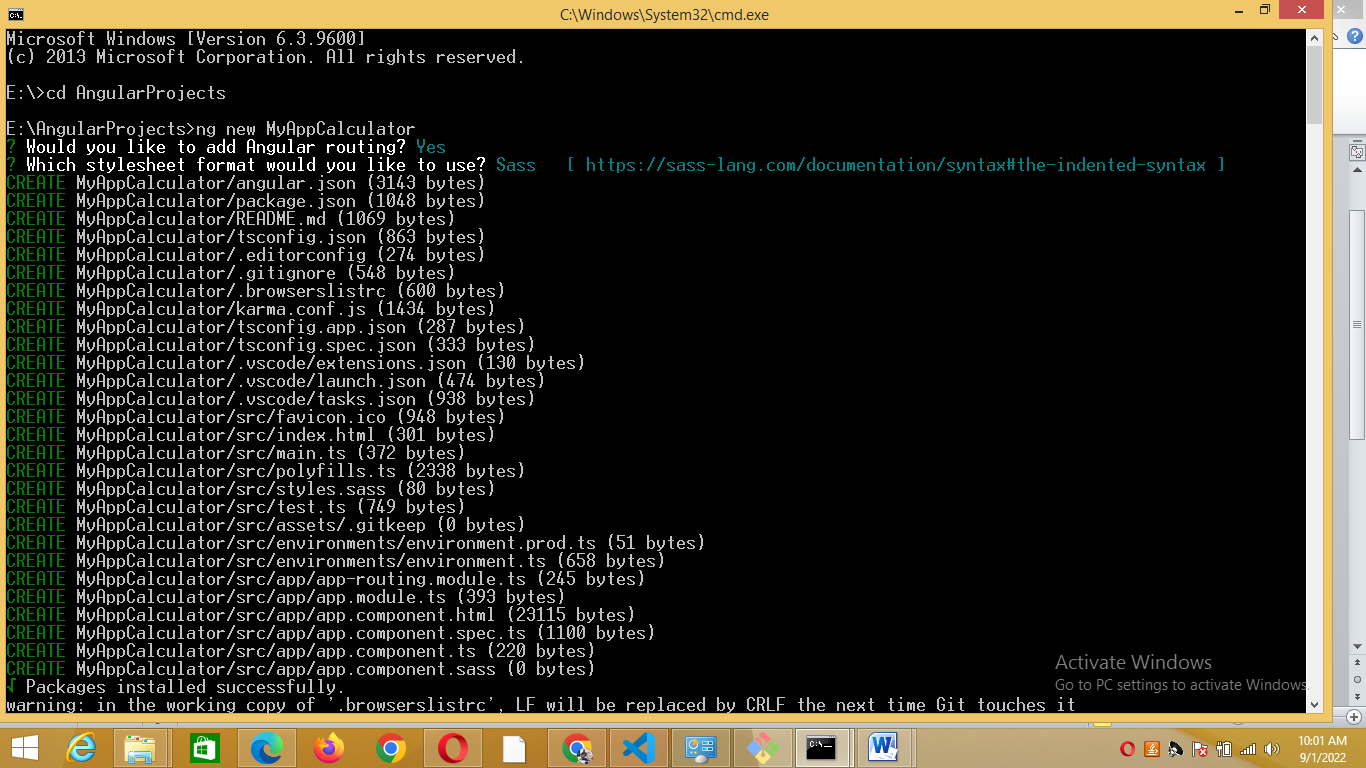 C:\Windows\System32\cmd.exe
Microsoft Windows [Version 6.3.9600]
(c) 2013 Microsoft Corporation. All rights reserved.
E:\>cd AngularProjects
E:\AngularProjects>ng new MyAppCalculator
? Would you like to add Angular routing? Yes
? Which stylesheet format would you like to use? Sass   [ https://sass-lang.com/documentation/syntax#the-indented-syntax ]
CREATE MyAppCalculator/angular.json (3143 bytes)
CREATE MyAppCalculator/package.json (1048 bytes)
CREATE MyAppCalculator/README.md (1069 bytes)
CREATE MyAppCalculator/tsconfig.json (863 bytes)
CREATE MyAppCalculator/.editorconfig (274 bytes)
CREATE MyAppCalculator/.gitignore (548 bytes)
CREATE MyAppCalculator/.browserslistrc (600 bytes)
CREATE MyAppCalculator/karma.conf.js (1434 bytes)
CREATE MyAppCalculator/tsconfig.app.json (287 bytes)
CREATE MyAppCalculator/tsconfig.spec.json (333 bytes)
CREATE MyAppCalculator/.vscode/extensions.json (130 bytes)
CREATE MyAppCalculator/.vscode/launch.json (474 bytes)
CREATE MyAppCalculator/.vscode/tasks.json (938 bytes)
CREATE MyAppCalculator/src/favicon.ico (948 bytes)
CREATE MyAppCalculator/src/index.html (301 bytes)
CREATE MyAppCalculator/src/main.ts (372 bytes)
CREATE MyAppCalculator/src/polyfills.ts (2338 bytes)
CREATE MyAppCalculator/src/styles.sass (80 bytes)
CREATE MyAppCalculator/src/test.ts (749 bytes)
CREATE MyAppCalculator/src/assets/.gitkeep (0 bytes)
CREATE MyAppCalculator/src/environments/environment.prod.ts (51 bytes)
CREATE MyAppCalculator/src/environments/environment.ts (658 bytes)
CREATE MyAppCalculator/src/app/app-routing.module.ts (245 bytes)
CREATE MyAppCalculator/src/app/app.module.ts (393 bytes)
CREATE MyAppCalculator/src/app/app.component.html (23115 bytes)
CREATE MyAppCalculator/src/app/app.component.spec.ts (1100 bytes)
CREATE MyAppCalculator/src/app/app.component.ts (220 bytes)
CREATE MyAppCalculator/src/app/app.component.sass (0 bytes)
√ Packages installed successfully.
warning: in the working copy of '.browserslistrc', LF will be replaced by CRLF the next time Git touches it
Activate Windows
Go to PC settings to activate Windows.
10:01 AM
9/1/2022